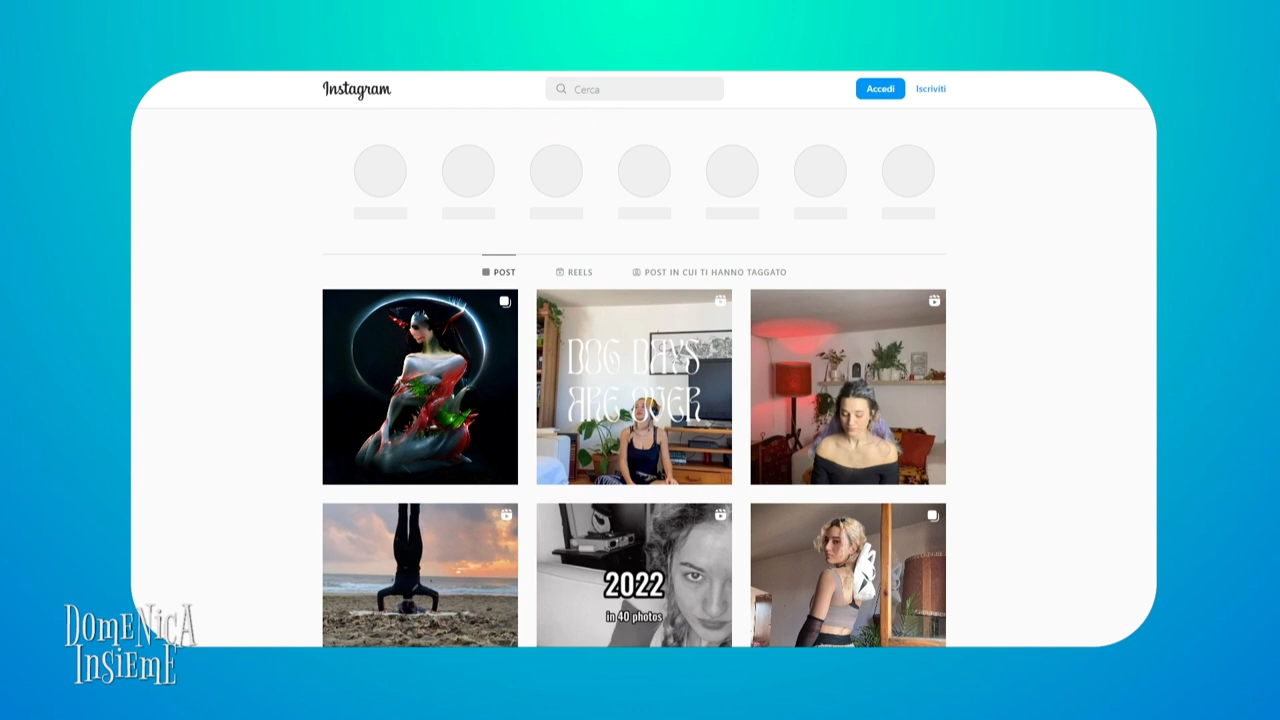 Instagram
Cerca
Accedi
Iscriviti
POST
REELS
POST IN CUI TI HANNO TAGGATO
DOG DAYS
ARE OVER
2022
in 40 photos
DOMENICA
INSIEME